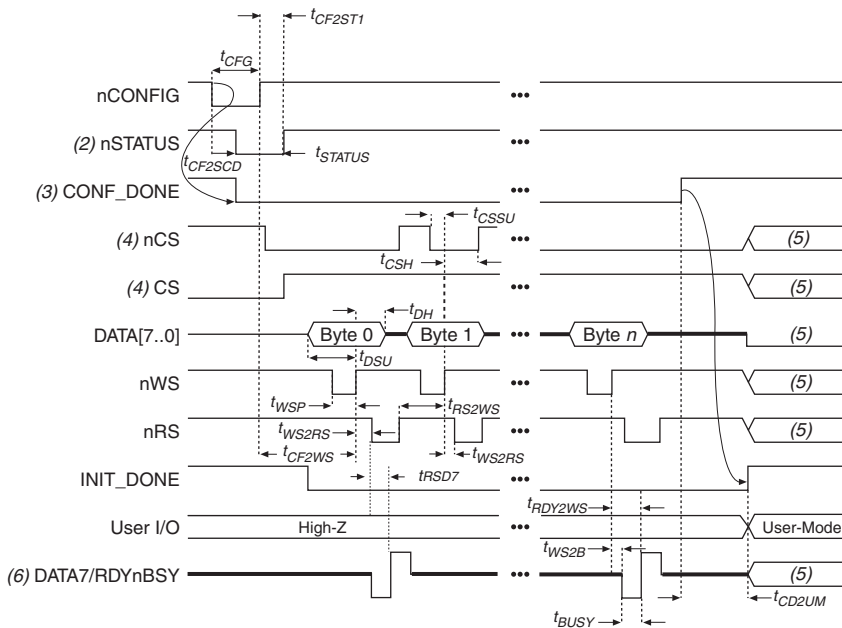 tCF2ST1
tCFG
nCONFIG •••
(2) nSTATUS •••
tCF2SCD tSTATUS
(3) CONF_DONE •••
tCSSU
(4) nCS ••• (5)
tCSH
(4) CS ••• (5)
tDH
DATA[7..0] Byte 0 Byte 1 ••• Byte n (5)
tDSU
nWS ••• (5)
tWSP tRS2WS
nRS ••• (5)
tWS2RS tWS2RS
tCF2WS
INIT_DONE tRSD7 •••
tRDY2WS
User I/O High-Z ••• User-Mode
tWS2B
(6) DATA7/RDYnBSY ••• (5)
tCD2UM
tBUSY